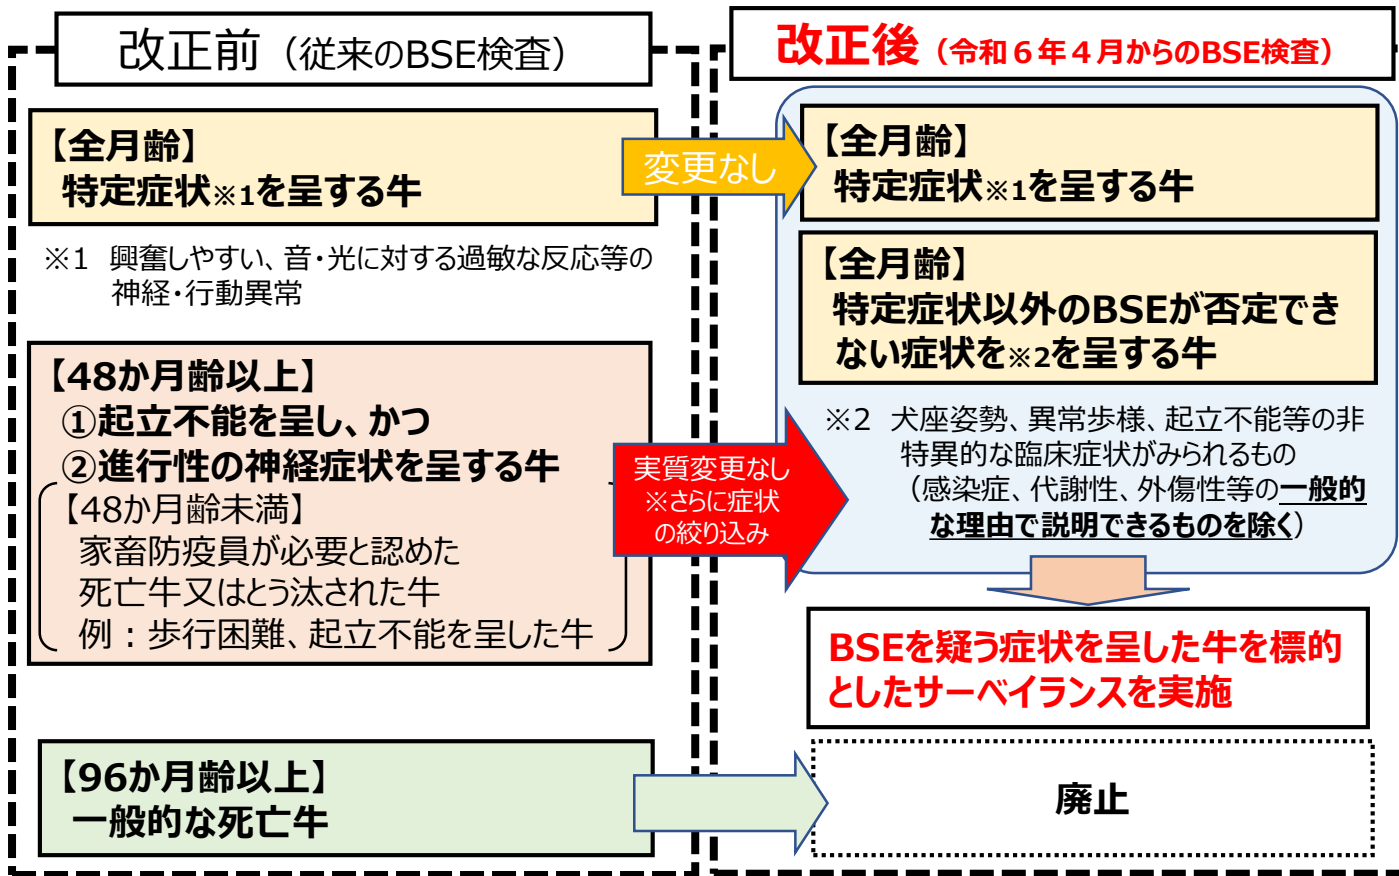 改正前（従来のBSE検査）
【全月齢】
特定症状※1を呈する牛
※1 興奮しやすい、音・光に対する過敏な反応等の
神経・行動異常
【48か月齢以上】
①起立不能を呈し、かつ
②進行性の神経症状を呈する牛
【48か月齢未満】
家畜防疫員が必要と認めた
死亡牛又はとう汰された牛
例：歩行困難、起立不能を呈した牛
【96か月齢以上】
一般的な死亡牛
変更なし
実質変更なし
※さらに症状
の絞り込み
改正後（令和６年４月からのBSE検査）
【全月齢】
特定症状※1を呈する牛
【全月齢】
特定症状以外のBSEが否定でき
ない症状を※2を呈する牛
※2 犬座姿勢、異常歩様、起立不能等の非
特異的な臨床症状がみられるもの
（感染症、代謝性、外傷性等の一般的
な理由で説明できるものを除く）
BSEを疑う症状を呈した牛を標的
としたサーベイランスを実施
廃止